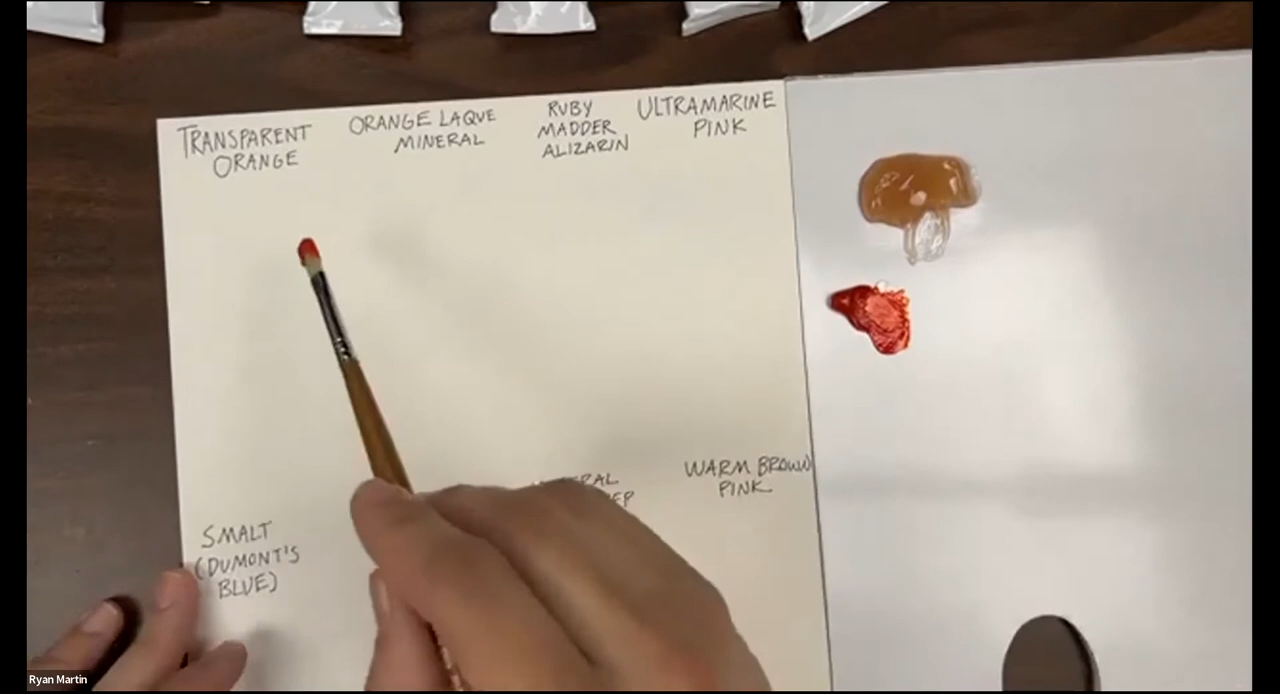 TRANSPARENT
ORANGE
ORANGE LAQUE
MINERAL
RUBY
MADDER
ALIZARIN
ULTRAMARINE
PINK
SMALT
(DUMONT'S
BLUE)
WARM BROWN
PINK
Ryan Martin